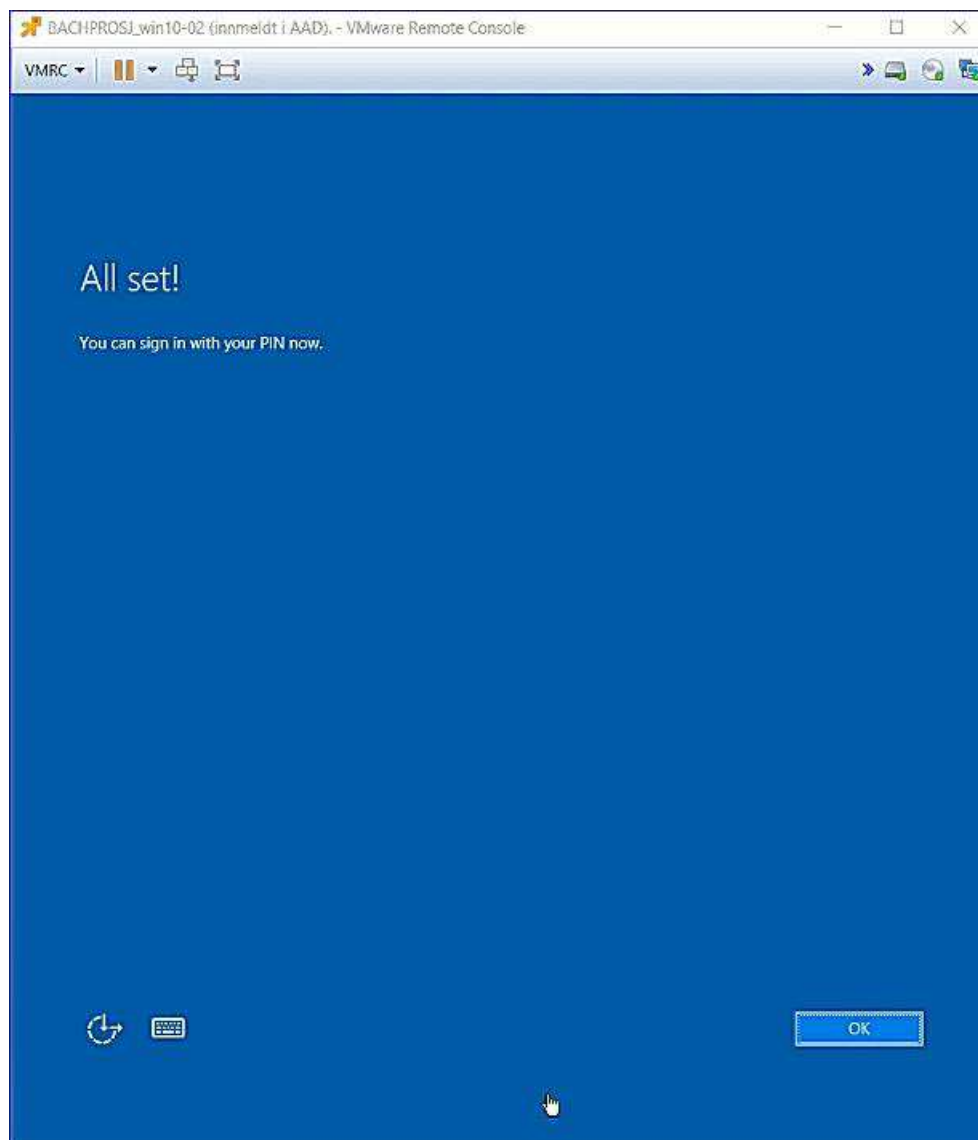 BACHPROSJ_win10-02 (innmeldt i AAD). - VMware Remote Console
VMRC
All set!
You can sign in with your PIN now.
OK